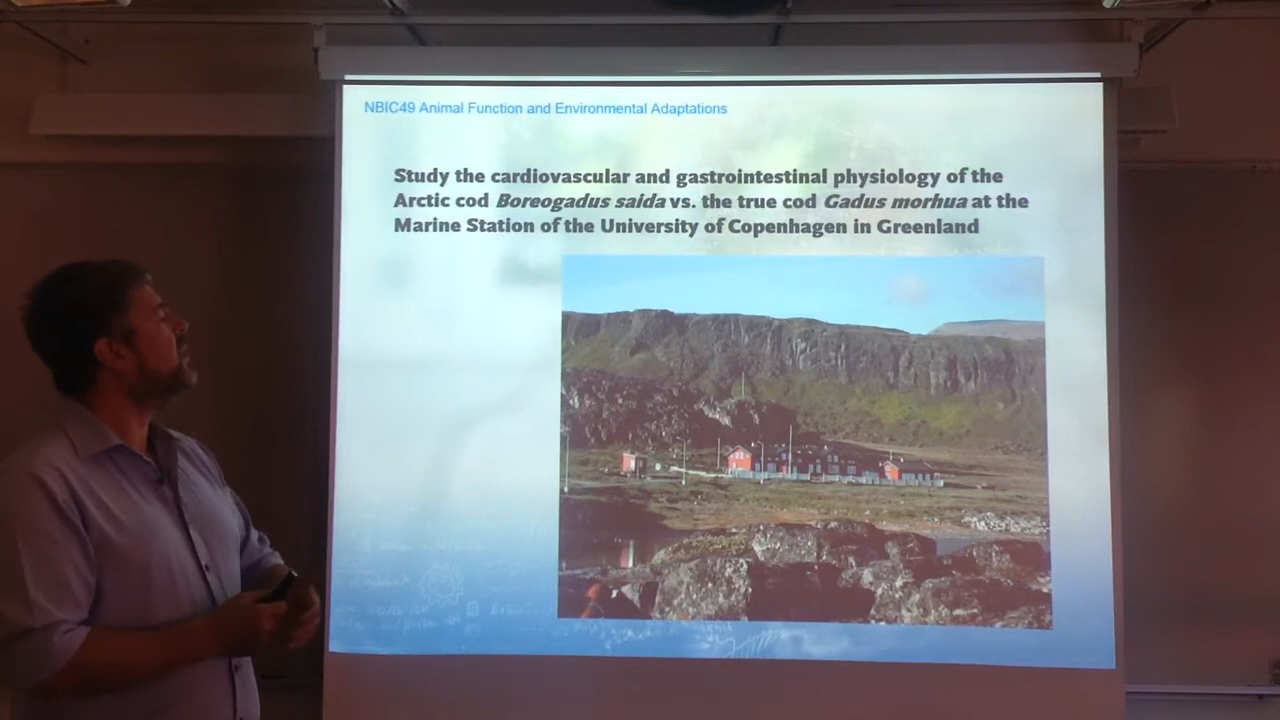 NBIC49 Animal Function and Environmental Adaptations
Study the cardiovascular and gastrointestinal physiology of the
Arctic cod Boreogadus saida vs. the true cod Gadus morhua at the
Marine Station of the University of Copenhagen in Greenland